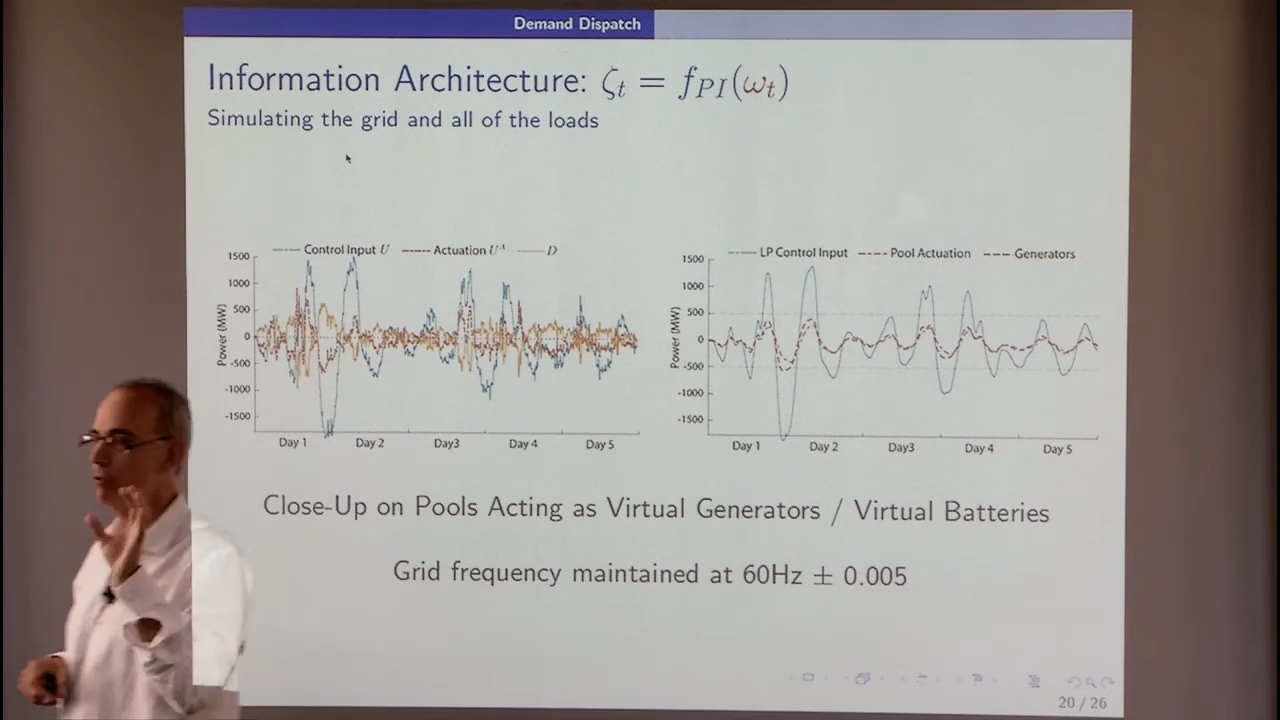 Demand Dispatch
Information Architecture: ζt = fPI(ωt)
Simulating the grid and all of the loads
Control Input U Actuation U^A D
1500
1000
500
0
-500
-1000
-1500
Power (MW)
Day 1 Day 2 Day3 Day 4 Day 5
LP Control Input Pool Actuation Generators
1500
1000
500
0
-500
-1000
-1500
Power (MW)
Day 1 Day 2 Day3 Day 4 Day 5
Close-Up on Pools Acting as Virtual Generators / Virtual Batteries
Grid frequency maintained at 60Hz ± 0.005
20 / 26